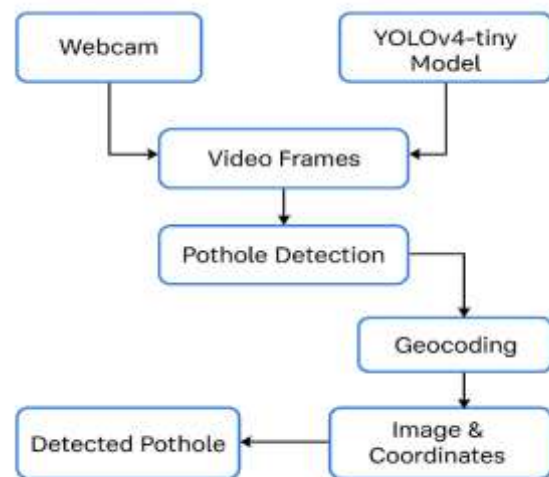 Webcam
YOLOv4-tiny
Model
Video Frames
Pothole Detection
Geocoding
Image &
Coordinates
Detected Pothole